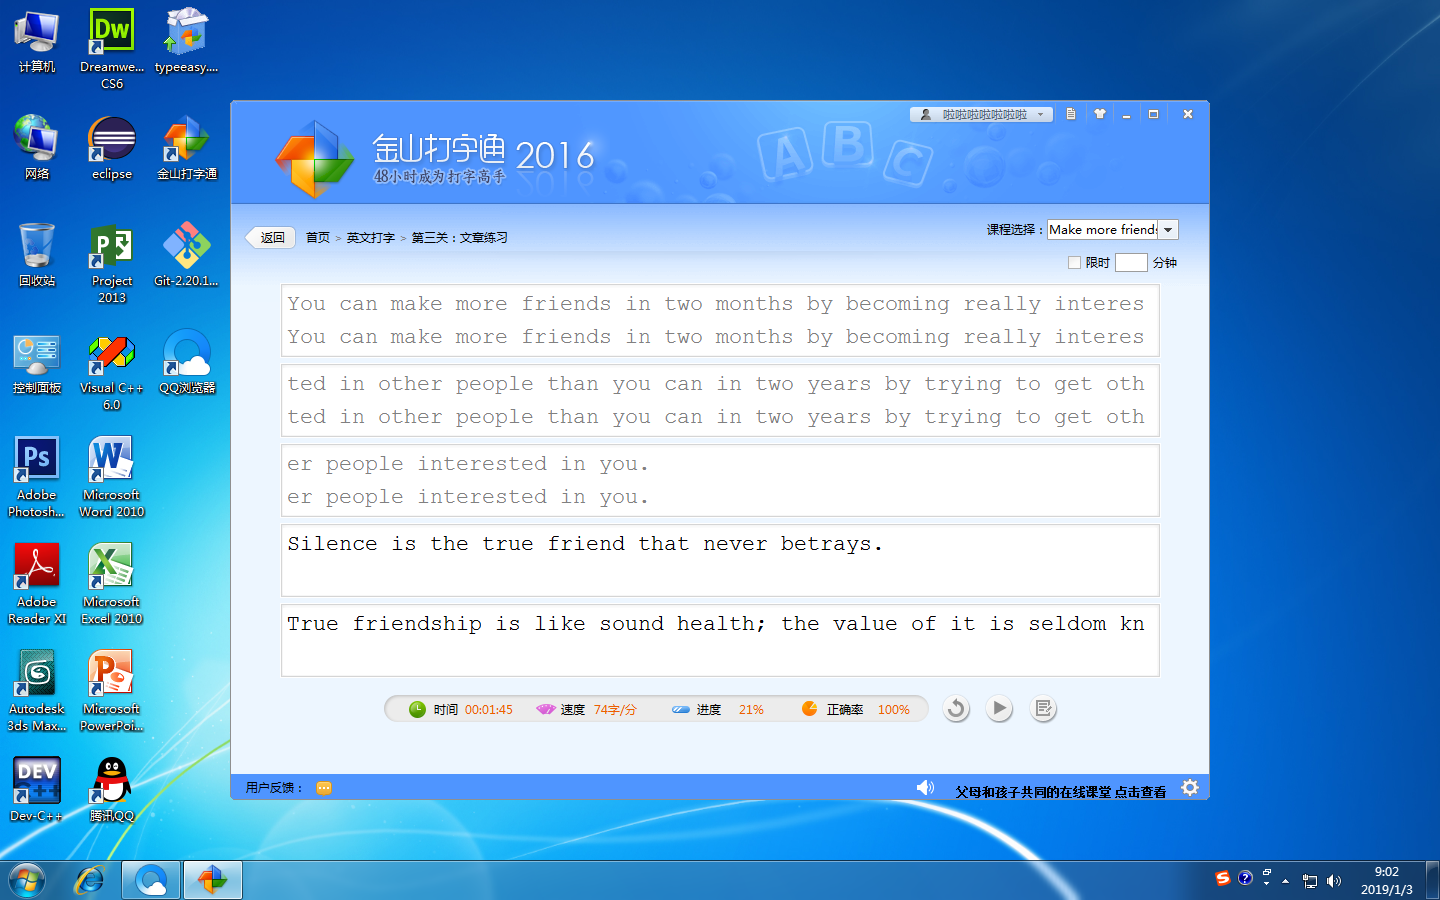 计算机
Dreamwe...
CS6
typeeasy....
网络
eclipse
金山打字通
回收站
Project
2013
Git-2.20.1...
控制面板
Visual C++
6.0
QQ浏览器
Adobe
Photosh...
Microsoft
Word 2010
Adobe
Reader XI
Microsoft
Excel 2010
Autodesk
3ds Max...
Microsoft
PowerPoi...
Dev-C++
腾讯QQ
啦啦啦啦啦啦啦
金山打字通 2016
48小时成为打字高手
A B C
返回 首页 > 英文打字 > 第三关：文章练习
课程选择： Make more friends
限时 分钟
You can make more friends in two months by becoming really interes
You can make more friends in two months by becoming really interes
ted in other people than you can in two years by trying to get oth
ted in other people than you can in two years by trying to get oth
er people interested in you.
er people interested in you.
Silence is the true friend that never betrays.
True friendship is like sound health; the value of it is seldom kn
时间 00:01:45 速度 74字/分 进度 21% 正确率 100%
用户反馈：
父母和孩子共同的在线课堂 点击查看
9:02
2019/1/3